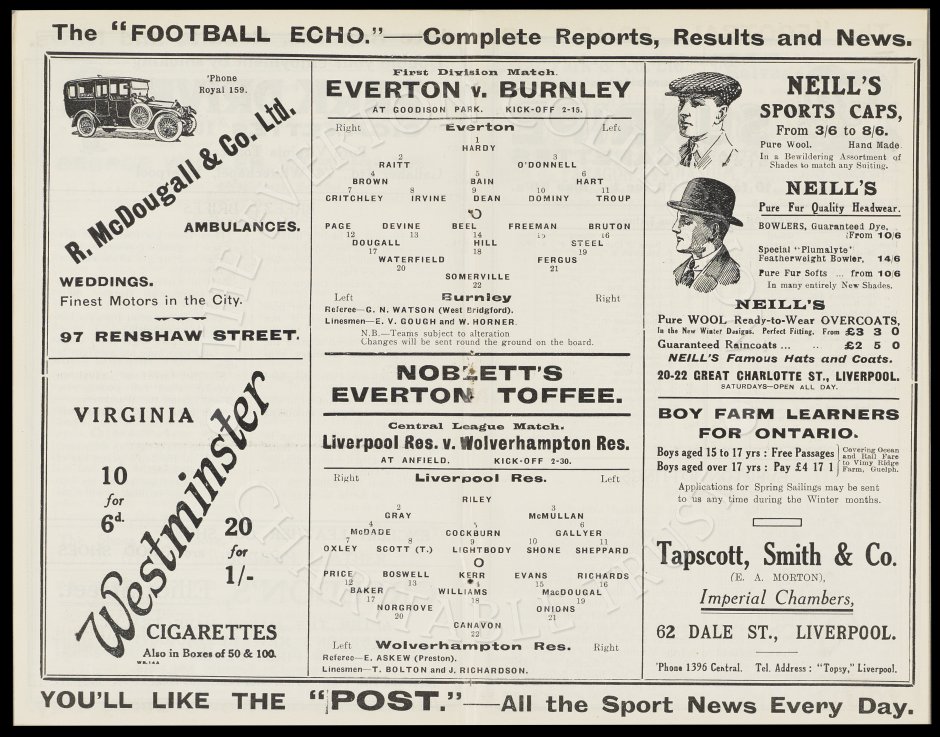 The "FOOTBALL ECHO."—Complete Reports, Results and News.
'Phone
Royal 159.
R. McDougall & Co. Ltd.
AMBULANCES.
WEDDINGS.
Finest Motors in the City.
97 RENSHAW STREET.
VIRGINIA
10
for
6d.
Westminster
20
for
1/-
CIGARETTES
Also in Boxes of 50 & 100.
W.S. 14A
First Division Match.
EVERTON v. BURNLEY
AT GOODISON PARK. KICK-OFF 2-15.
Right Everton Left
1
HARDY
2 3
RAITT O'DONNELL
4 5 6
BROWN BAIN HART
7 8 9 10 11
CRITCHLEY IRVINE DEAN DOMINY TROUP
O
PAGE DEVINE BEEL FREEMAN BRUTON
12 13 14 15 16
DOUGALL HILL STEEL
17 18 19
WATERFIELD FERGUS
20 21
SOMERVILLE
22
Left Burnley Right
Referee—G. N. WATSON (West Bridgford).
Linesmen—E. V. GOUGH and W. HORNER.
N.B.—Teams subject to alteration
Changes will be sent round the ground on the board.
NOBLETT'S
EVERTON TOFFEE.
Central League Match.
Liverpool Res. v. Wolverhampton Res.
AT ANFIELD. KICK-OFF 2-30.
Right Liverpool Res. Left
RILEY
2 3
GRAY McMULLAN
4 5 6
McDADE COCKBURN GALLYER
7 8 9 10 11
OXLEY SCOTT (T.) LIGHTBODY SHONE SHEPPARD
O
PRICE BOSWELL KERR EVANS RICHARDS
12 13 14 15 16
BAKER WILLIAMS MacDOUGAL
17 18 19
NORGROVE ONIONS
20 21
CANAVON
22
Left Wolverhampton Res. Right
Referee—E. ASKEW (Preston).
Linesmen—T. BOLTON and J. RICHARDSON.
NEILL'S
SPORTS CAPS,
From 3/6 to 8/6.
Pure Wool. Hand Made
In a Bewildering Assortment of
Shades to match any Suiting.
NEILL'S
Pure Fur Quality Headwear.
BOWLERS, Guaranteed Dye.
From 10/6
Special "Plumalyte"
Featherweight Bowler, 14/6
Pure Fur Softs ... from 10/6
In many entirely New Shades.
NEILL'S
Pure WOOL Ready-to-Wear OVERCOATS,
In the New Winter Designs. Perfect Fitting. From £3 3 0
Guaranteed Raincoats ... .. £2 5 0
NEILL'S Famous Hats and Coats.
20-22 GREAT CHARLOTTE ST., LIVERPOOL.
SATURDAYS—OPEN ALL DAY.
BOY FARM LEARNERS
FOR ONTARIO.
Boys aged 15 to 17 yrs : Free Passages
Boys aged over 17 yrs : Pay £4 17 1
Covering Ocean
and Rail Fare
to Vimy Ridge
Farm, Guelph.
Applications for Spring Sailings may be sent
to us any time during the Winter months.
Tapscott, Smith & Co.
(E. A. MORTON),
Imperial Chambers,
62 DALE ST., LIVERPOOL.
'Phone 1396 Central. Tel. Address : "Topsy," Liverpool.
YOU'LL LIKE THE "POST."—All the Sport News Every Day.
THE EVERTON COLLECTION
CHARITABLE TRUST